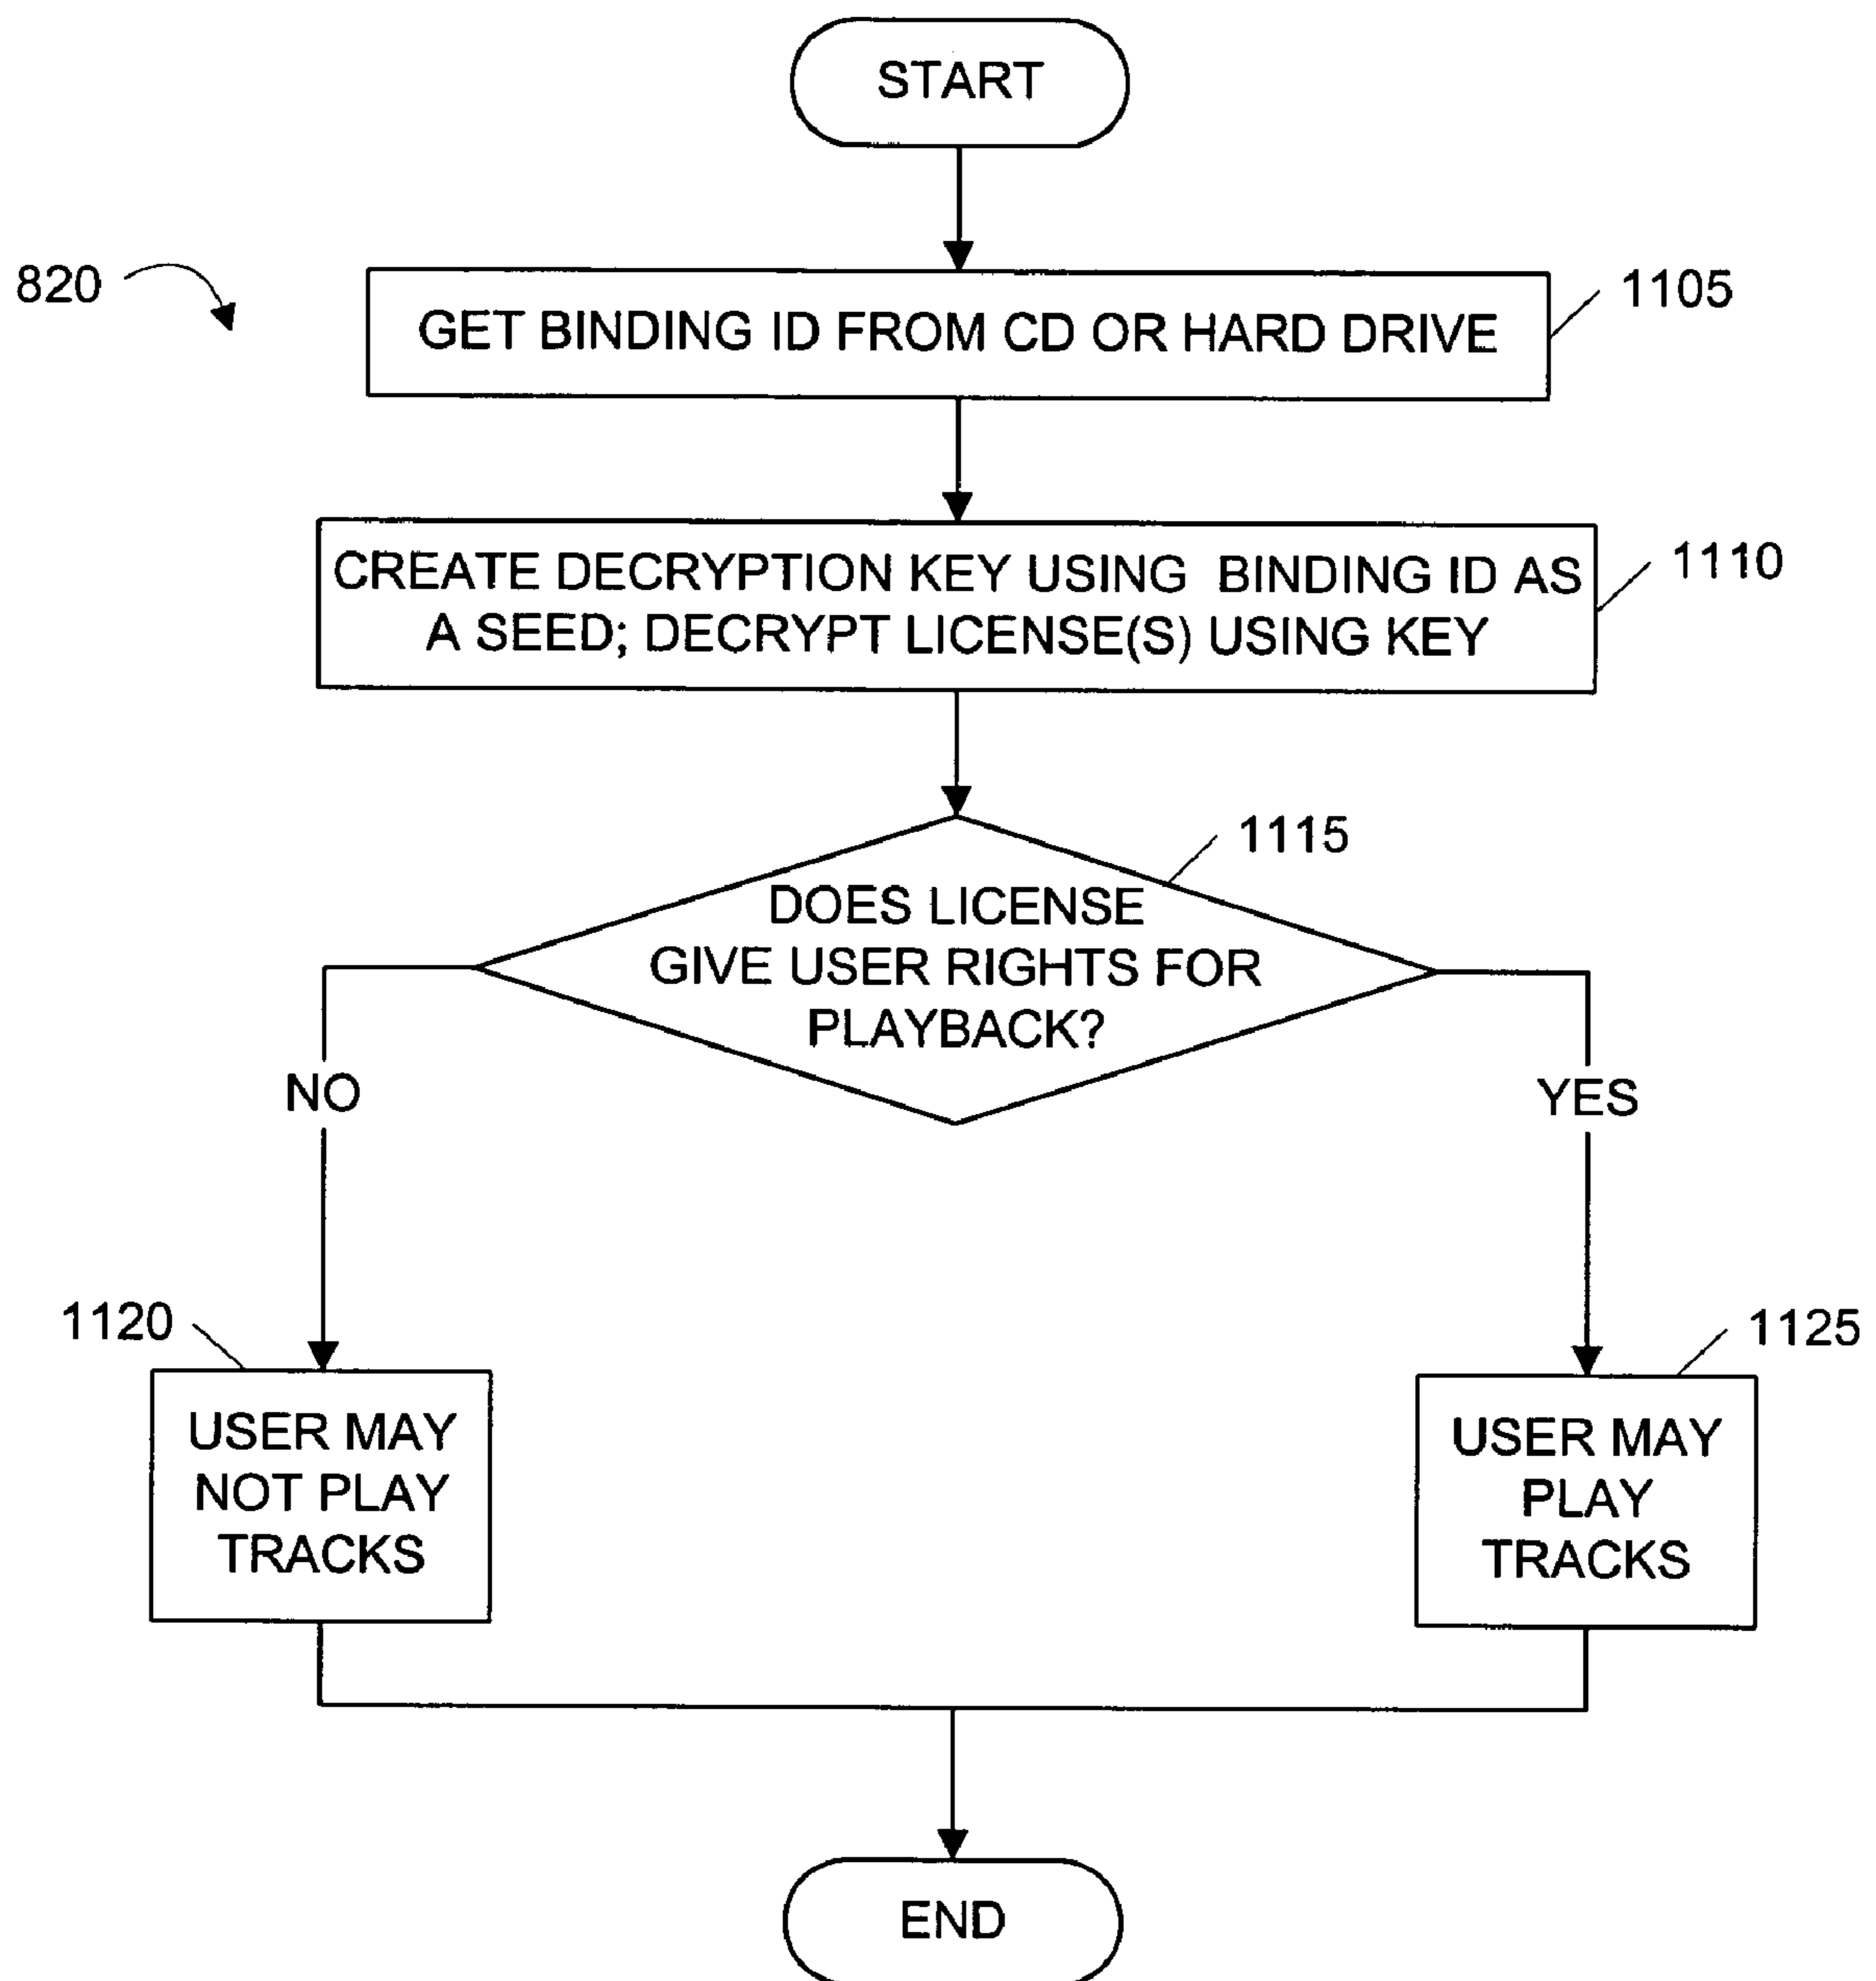 START
820
GET BINDING ID FROM CD OR HARD DRIVE
1105
CREATE DECRYPTION KEY USING BINDING ID AS
A SEED; DECRYPT LICENSE(S) USING KEY
1110
1115
DOES LICENSE
GIVE USER RIGHTS FOR
PLAYBACK?
NO
YES
1120
USER MAY
NOT PLAY
TRACKS
1125
USER MAY
PLAY
TRACKS
END